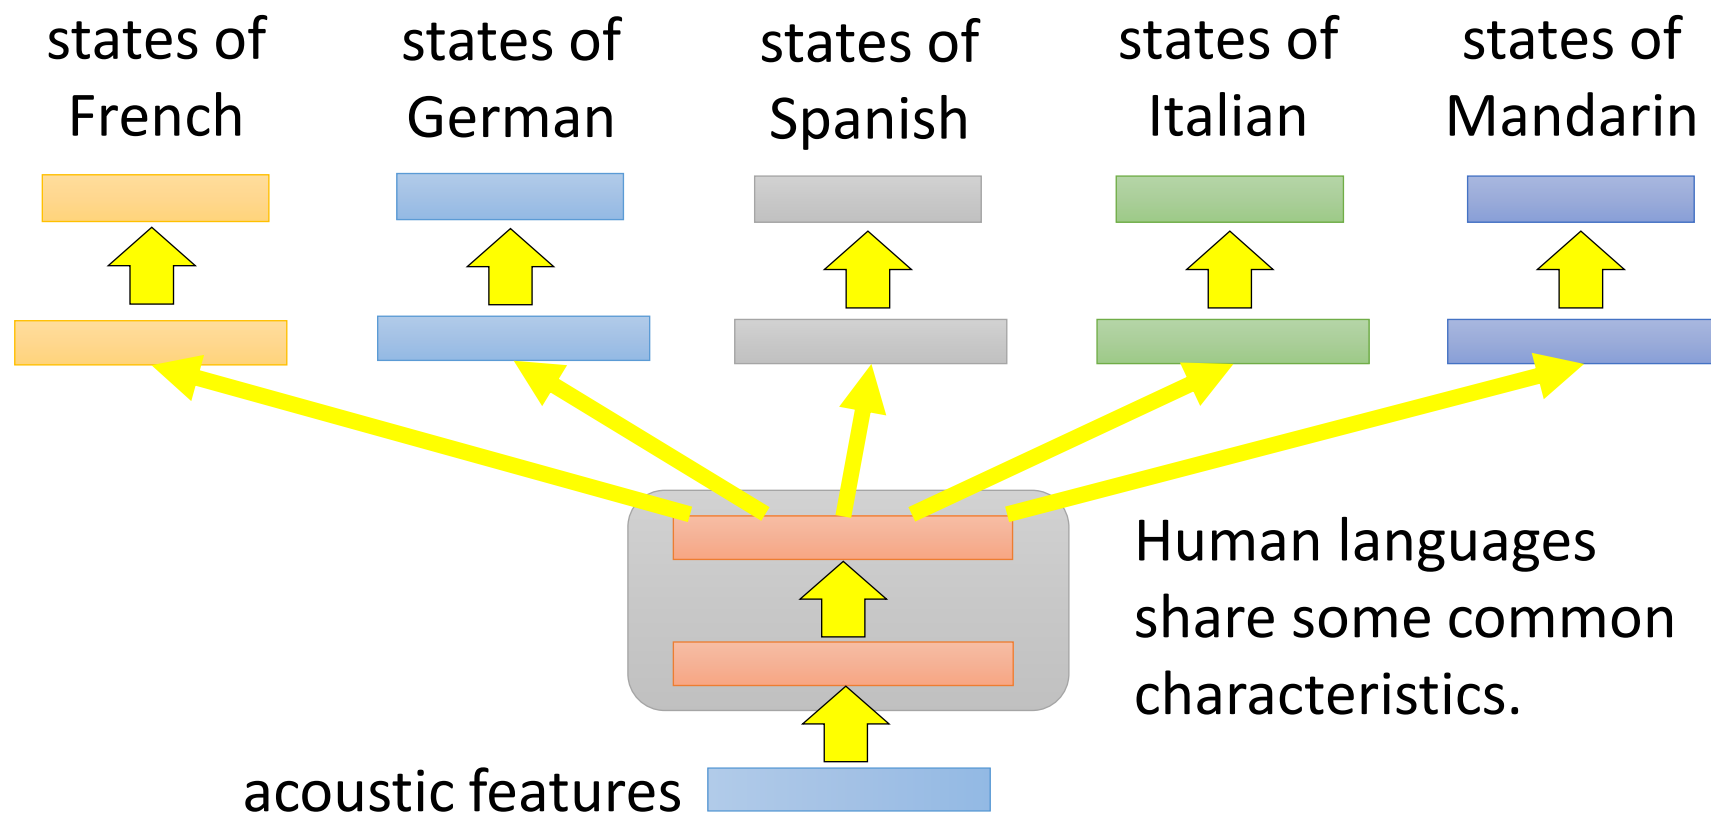 states of
French
states of
German
states of
Spanish
states of
Italian
states of
Mandarin
Human languages
share some common
characteristics.
acoustic features